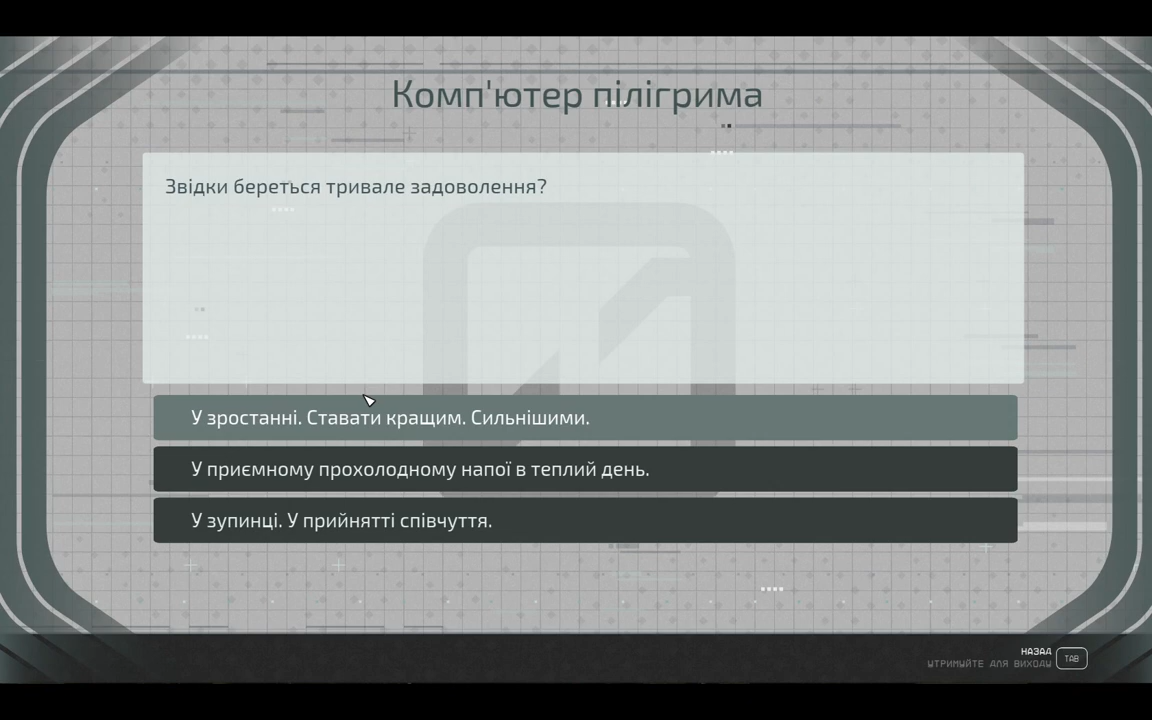 Комп'ютер пілігрима
Звідки береться тривале задоволення?
У зростанні. Ставати кращим. Сильнішими.
У приємному прохолодному напої в теплий день.
У зупинці. У прийнятті співчуття.
НАЗАД
УТРИМУЙТЕ ДЛЯ ВИХОДУ
TAB